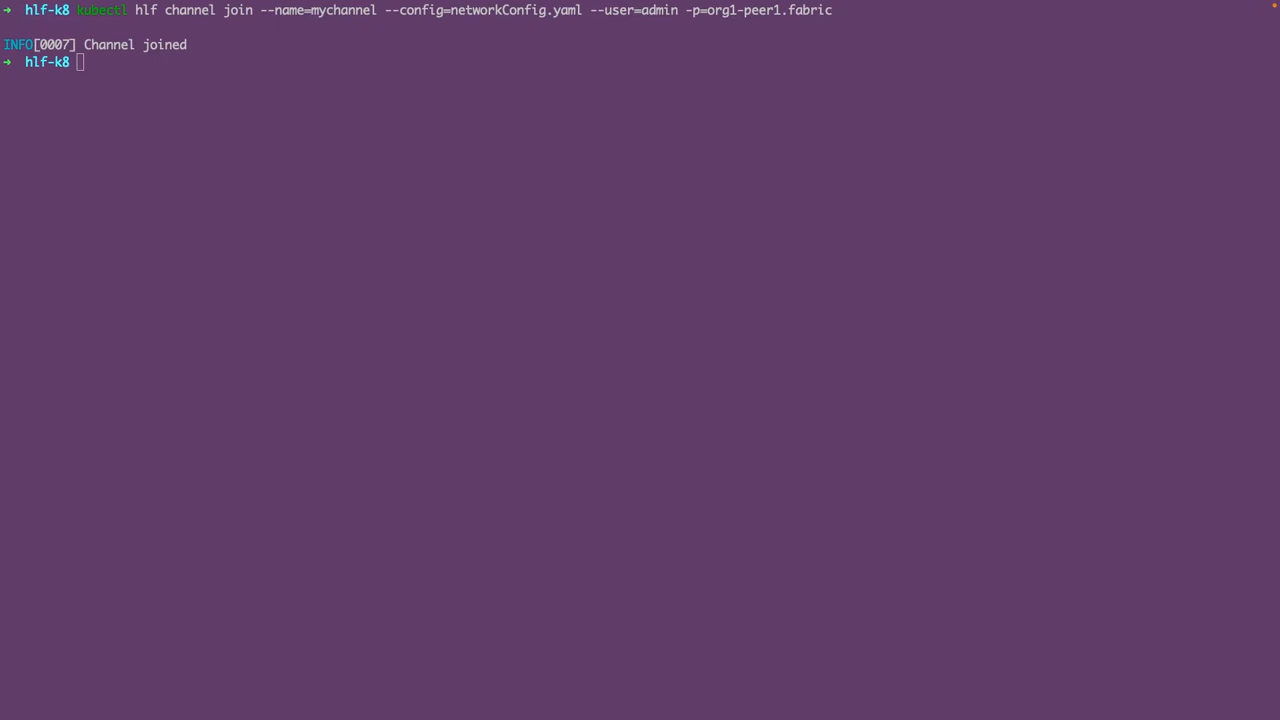 ➜  hlf-k8 kubectl hlf channel join --name=mychannel --config=networkConfig.yaml --user=admin -p=org1-peer1.fabric
INFO[0007] Channel joined
➜  hlf-k8